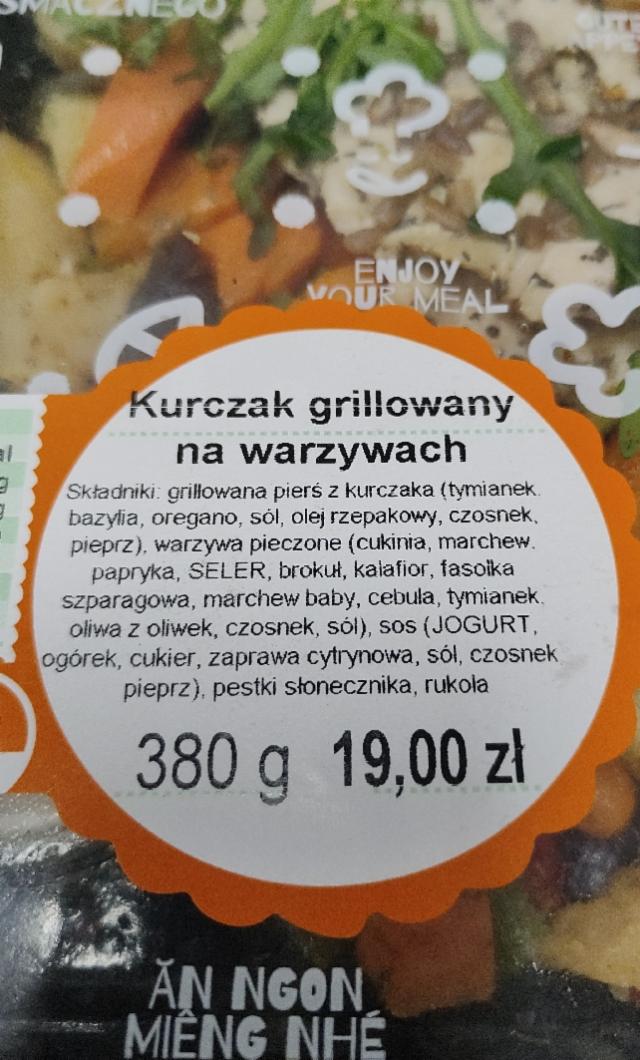 SMACZNEGO
ENJOY
YOUR MEAL
Kurczak grillowany
na warzywach
Składniki: grillowana pierś z kurczaka (tymianek,
bazylia, oregano, sól, olej rzepakowy, czosnek,
pieprz), warzywa pieczone (cukinia, marchew,
papryka, SELER, brokuł, kalafior, fasolka
szparagowa, marchew baby, cebula, tymianek,
oliwa z oliwek, czosnek, sól), sos (JOGURT,
ogórek, cukier, zaprawa cytrynowa, sól, czosnek
pieprz), pestki słonecznika, rukola
380 g 19,00 zł
ĂN NGON
MIỆNG NHÉ